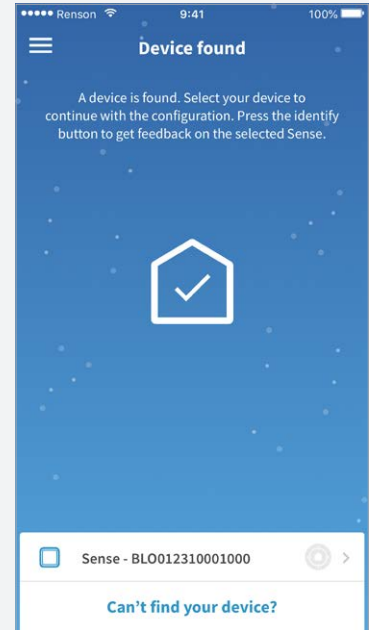 Renson 9:41 100%
Device found
A device is found. Select your device to
continue with the configuration. Press the identify
button to get feedback on the selected Sense.
Sense - BLO012310001000
Can't find your device?